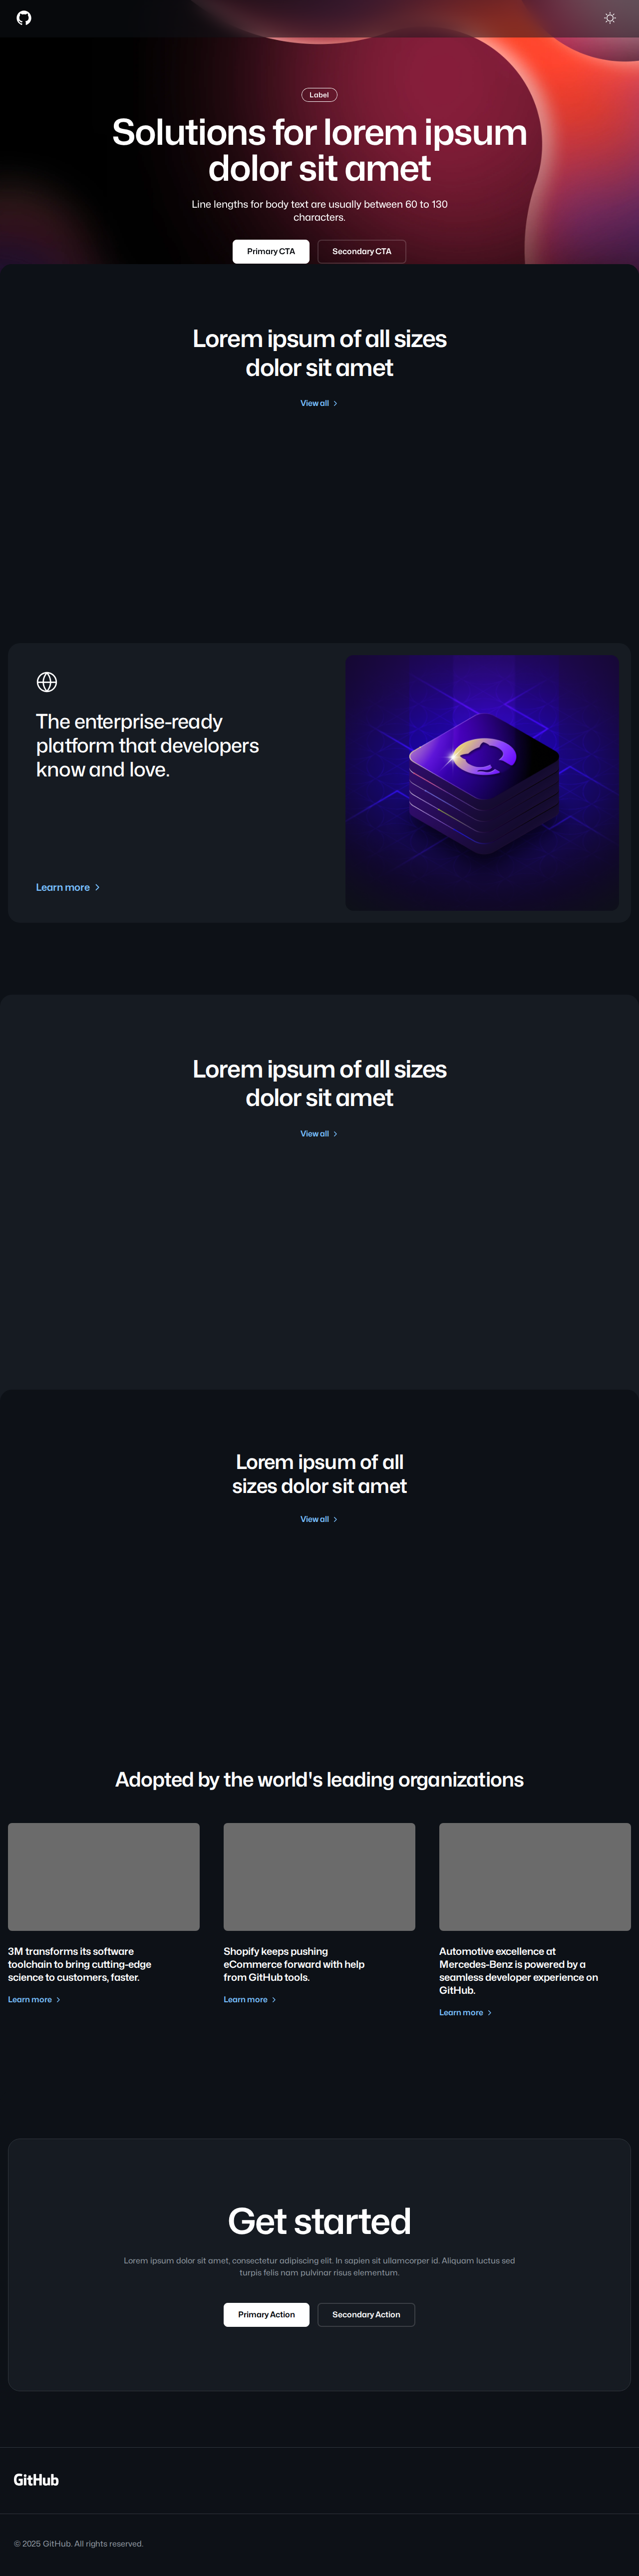 Label
Solutions for lorem ipsum
dolor sit amet
Line lengths for body text are usually between 60 to 130
characters.
Primary CTA
Secondary CTA
Lorem ipsum of all sizes
dolor sit amet
View all
The enterprise-ready
platform that developers
know and love.
Learn more
Lorem ipsum of all sizes
dolor sit amet
View all
Lorem ipsum of all
sizes dolor sit amet
View all
Adopted by the world's leading organizations
3M transforms its software
toolchain to bring cutting-edge
science to customers, faster.
Learn more
Shopify keeps pushing
eCommerce forward with help
from GitHub tools.
Learn more
Automotive excellence at
Mercedes-Benz is powered by a
seamless developer experience on
GitHub.
Learn more
Get started
Lorem ipsum dolor sit amet, consectetur adipiscing elit. In sapien sit ullamcorper id. Aliquam luctus sed
turpis felis nam pulvinar risus elementum.
Primary Action
Secondary Action
GitHub
© 2025 GitHub. All rights reserved.